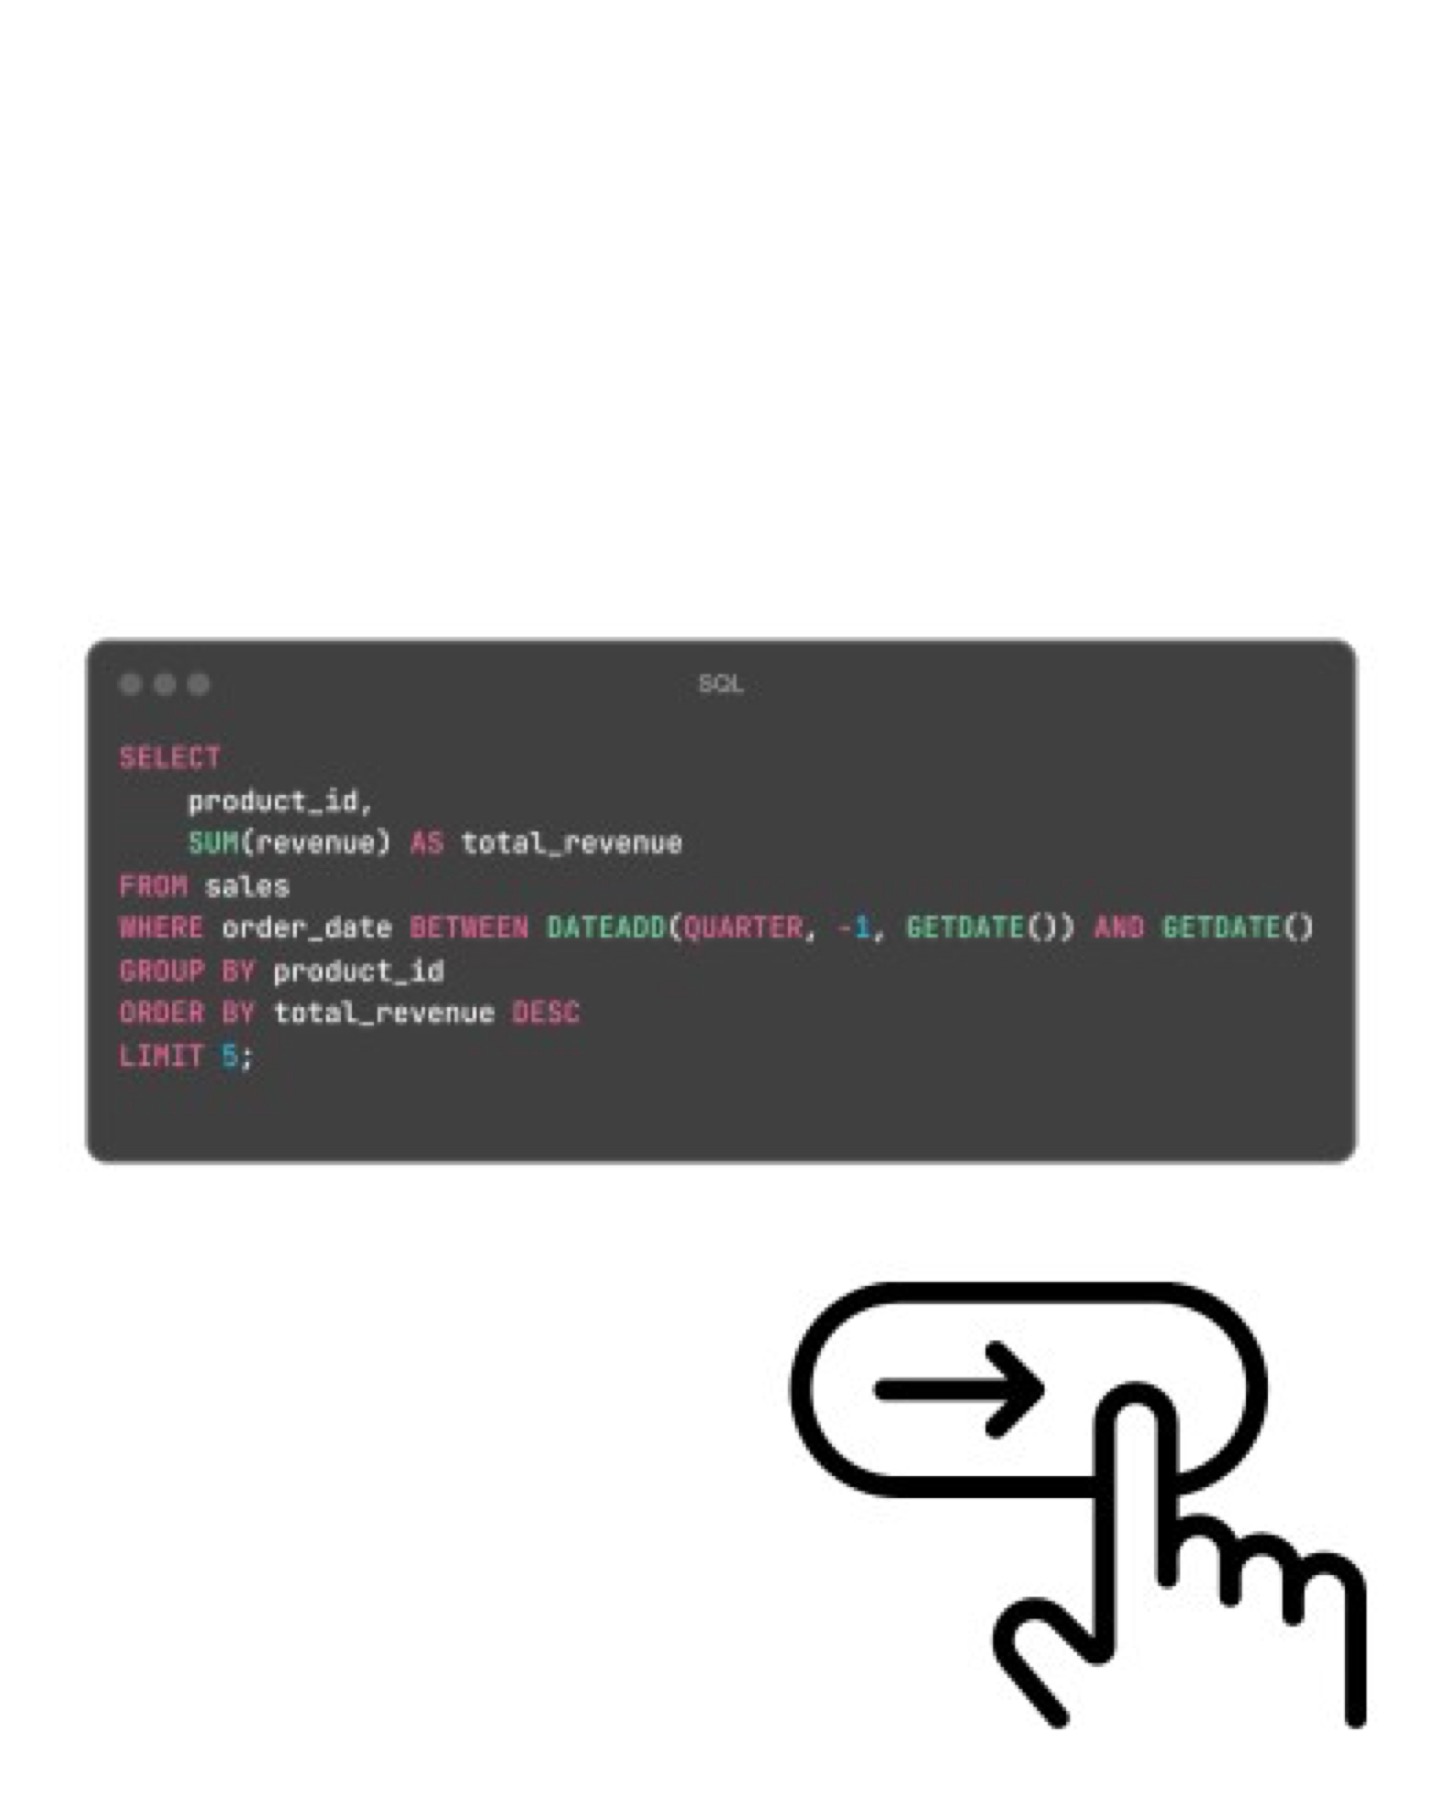 SQL
SELECT
    product_id,
    SUM(revenue) AS total_revenue
FROM sales
WHERE order_date BETWEEN DATEADD(QUARTER, -1, GETDATE()) AND GETDATE()
GROUP BY product_id
ORDER BY total_revenue DESC
LIMIT 5;